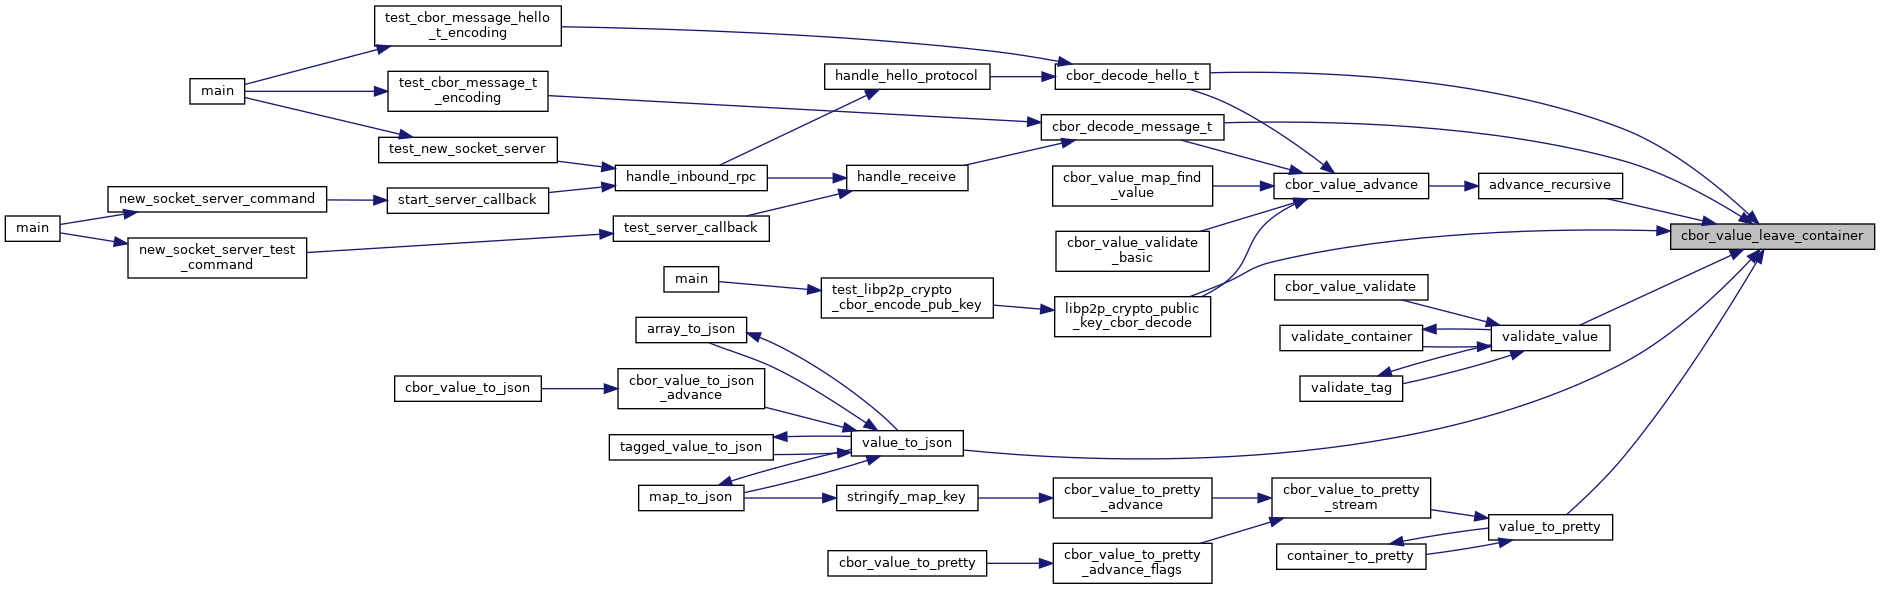 test_cbor_message_hello
_t_encoding
main
test_cbor_message_t
_encoding
test_new_socket_server
handle_hello_protocol
cbor_decode_hello_t
cbor_decode_message_t
handle_inbound_rpc
handle_receive
cbor_value_map_find
_value
cbor_value_advance
advance_recursive
new_socket_server_command
start_server_callback
main
new_socket_server_test
_command
test_server_callback
cbor_value_validate
_basic
cbor_value_leave_container
main
test_libp2p_crypto
_cbor_encode_pub_key
libp2p_crypto_public
_key_cbor_decode
cbor_value_validate
validate_container
validate_value
validate_tag
array_to_json
cbor_value_to_json
cbor_value_to_json
_advance
tagged_value_to_json
value_to_json
map_to_json
stringify_map_key
cbor_value_to_pretty
_advance
cbor_value_to_pretty
_stream
value_to_pretty
container_to_pretty
cbor_value_to_pretty
cbor_value_to_pretty
_advance_flags